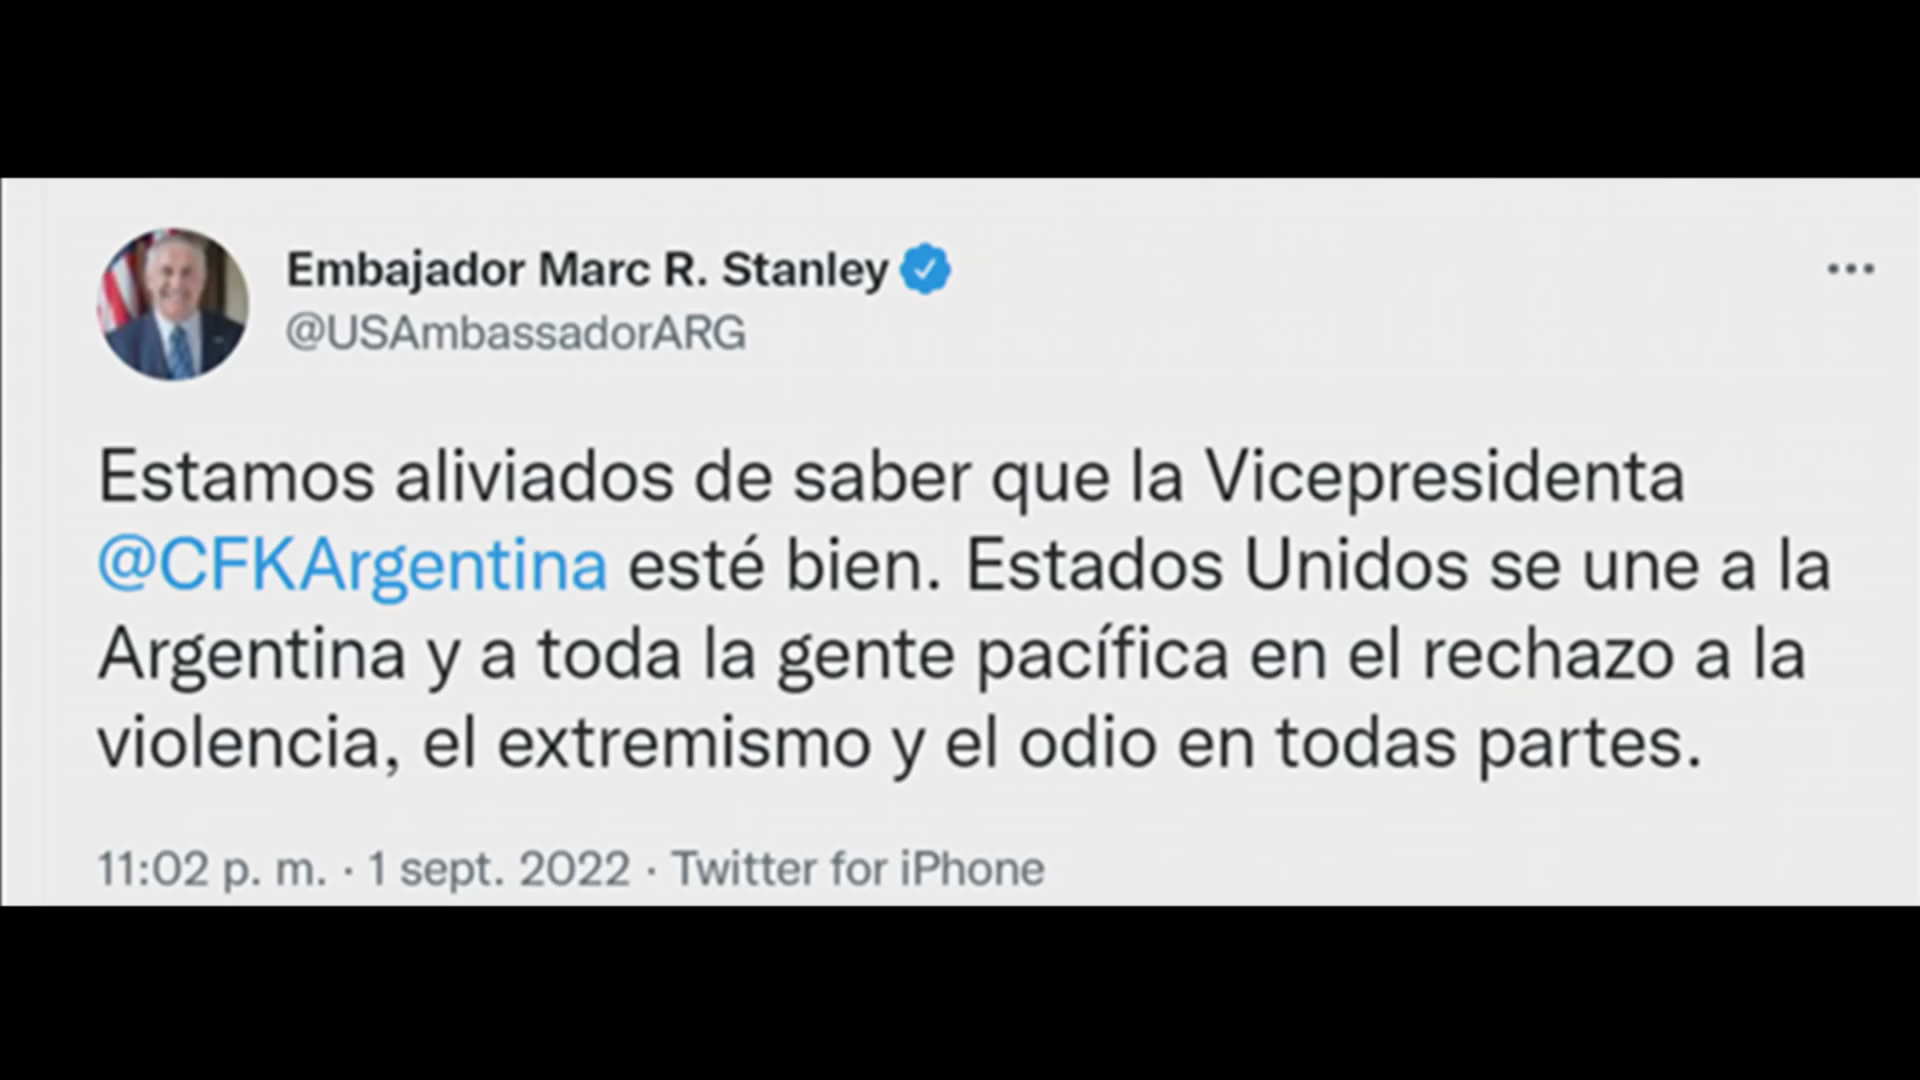 Embajador Marc R. Stanley
@USAmbassadorARG
Estamos aliviados de saber que la Vicepresidenta
@CFKArgentina esté bien. Estados Unidos se une a la
Argentina y a toda la gente pacífica en el rechazo a la
violencia, el extremismo y el odio en todas partes.
11:02 p. m. · 1 sept. 2022 · Twitter for iPhone